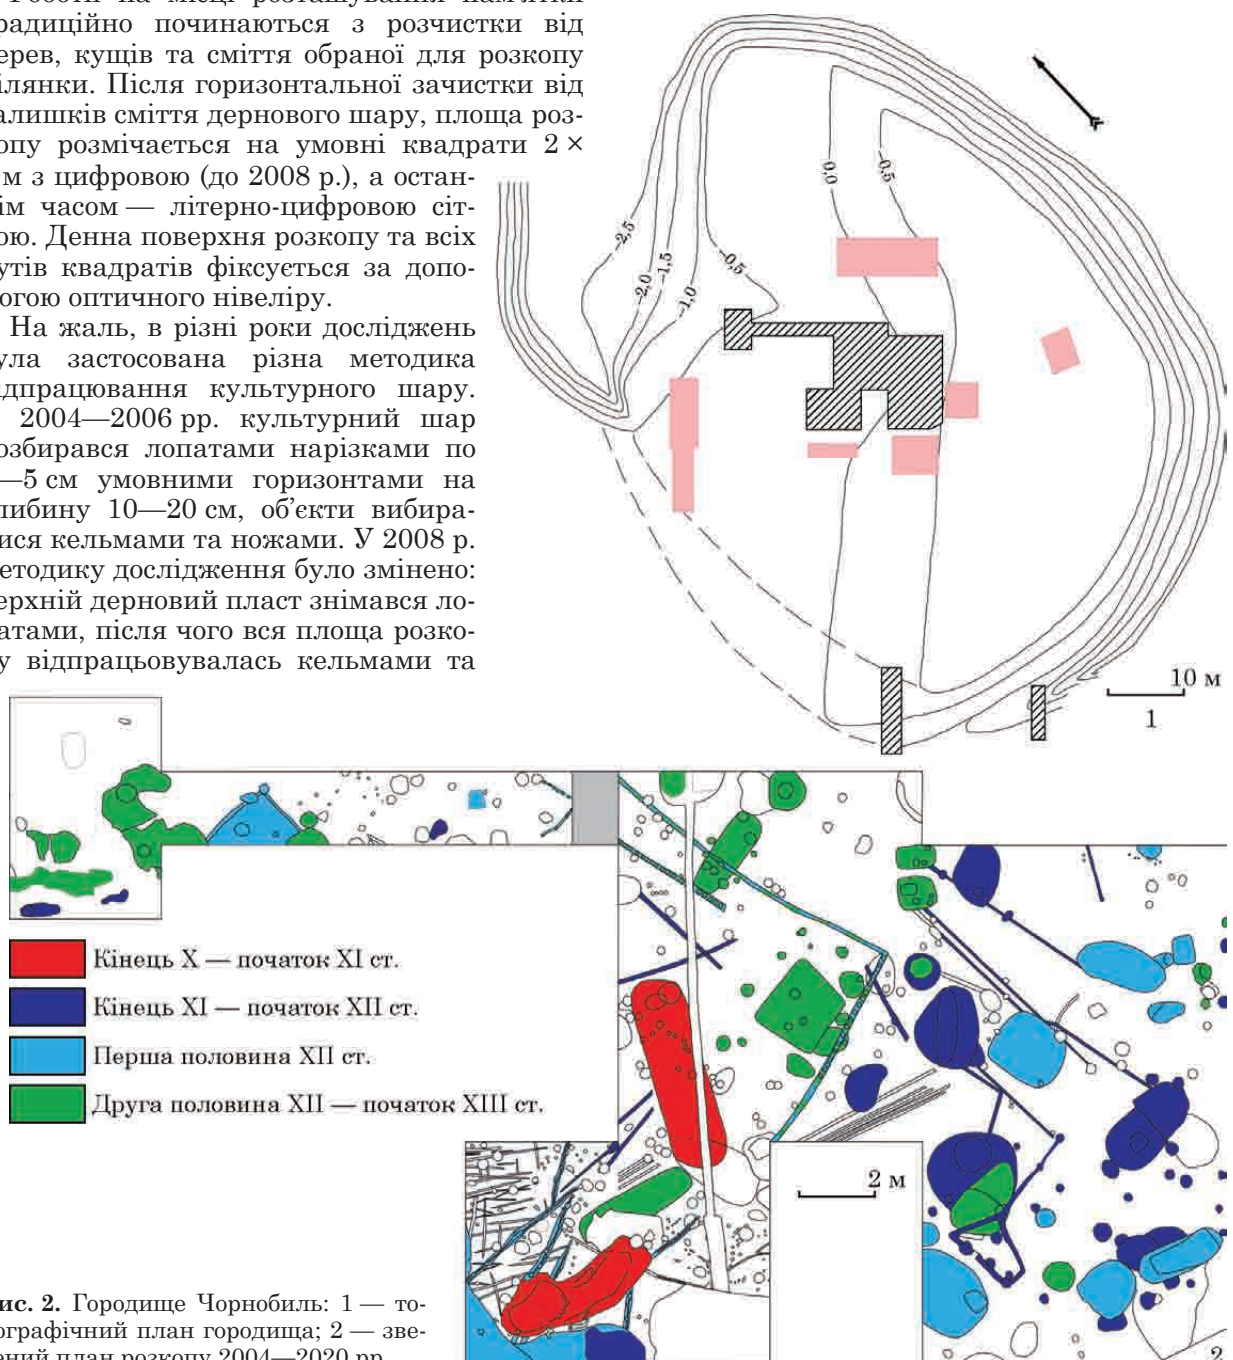 радиційно починаються з розчистки від
ерев, кущів та сміття обраної для розкопу
ілянки. Після горизонтальної зачистки від
алишків сміття дернового шару, площа роз-
опу розмічається на умовні квадрати 2 ×
м з цифровою (до 2008 р.), а остан-
ім часом — літерно-цифровою сіт-
ою. Денна поверхня розкопу та всіх
утів квадратів фіксується за допо-
огою оптичного нівеліру.
На жаль, в різні роки досліджень
ула застосована різна методика
ідпрацювання культурного шару.
2004—2006 рр. культурний шар
озбирався лопатами нарізками по
—5 см умовними горизонтами на
либину 10—20 см, об'єкти вибира-
ися кельмами та ножами. У 2008 р.
етодику дослідження було змінено:
ерхній дерновий пласт знімався ло-
атами, після чого вся площа розко-
у відпрацьовувалась кельмами та
-2,5
-2,0
-1,5
-1,0
-0,5
0,0
-0,5
10 м
1
Кінець X — початок XI ст.
Кінець XI — початок XII ст.
Перша половина XII ст.
Друга половина XII — початок XIII ст.
2 м
2
ис. 2. Городище Чорнобиль: 1 — то-
ографічний план городища; 2 — зве-
ений план розкопу 2004—2020 рр.